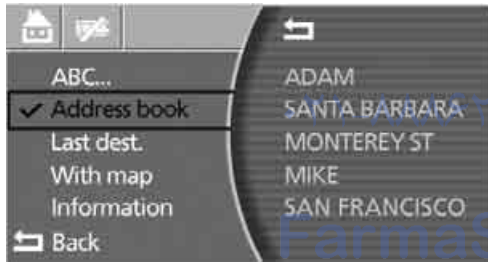 ABC...
Address book
Last dest.
With map
Information
Back
ADAM
SANTA BARBARA
MONTEREY ST
MIKE
SAN FRANCISCO